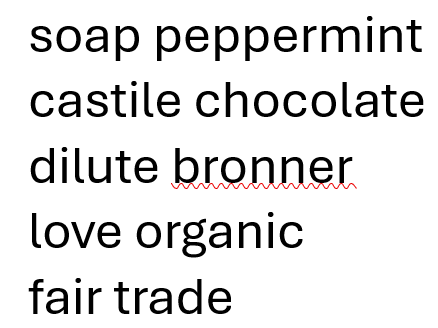 soap peppermint
castile chocolate
dilute bronner
love organic
fair trade